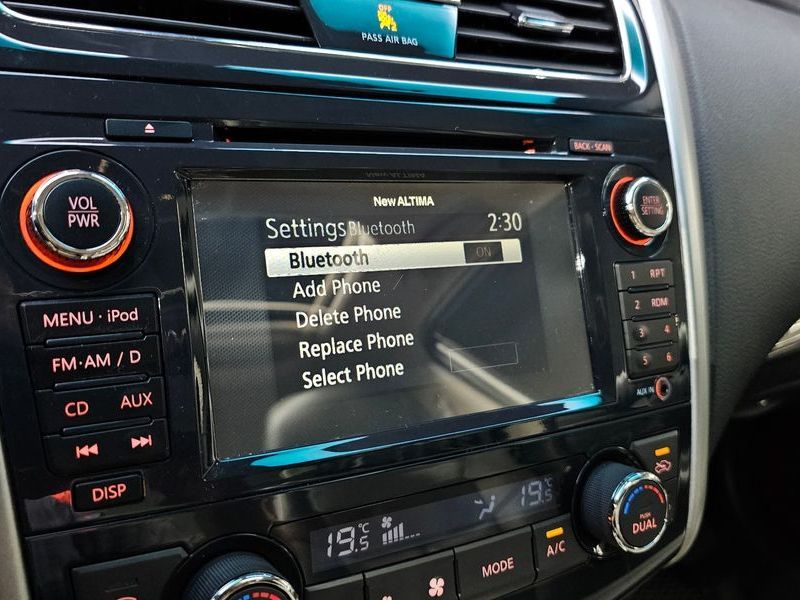 OFF
PASS AIR BAG
BACK·SCAN
New ALTIMA
VOL
PWR
New ALTIMA
ENTER
SETTING
Settings Bluetooth 2:30
Bluetooth ON
Add Phone
Delete Phone
Replace Phone
Select Phone
1 RPT
2 RDM
3 4
5 6
AUX IN
MENU · iPod
FM·AM / D
CD AUX
DISP
19.5 °C
19.5 °C
PUSH
DUAL
MODE
A/C